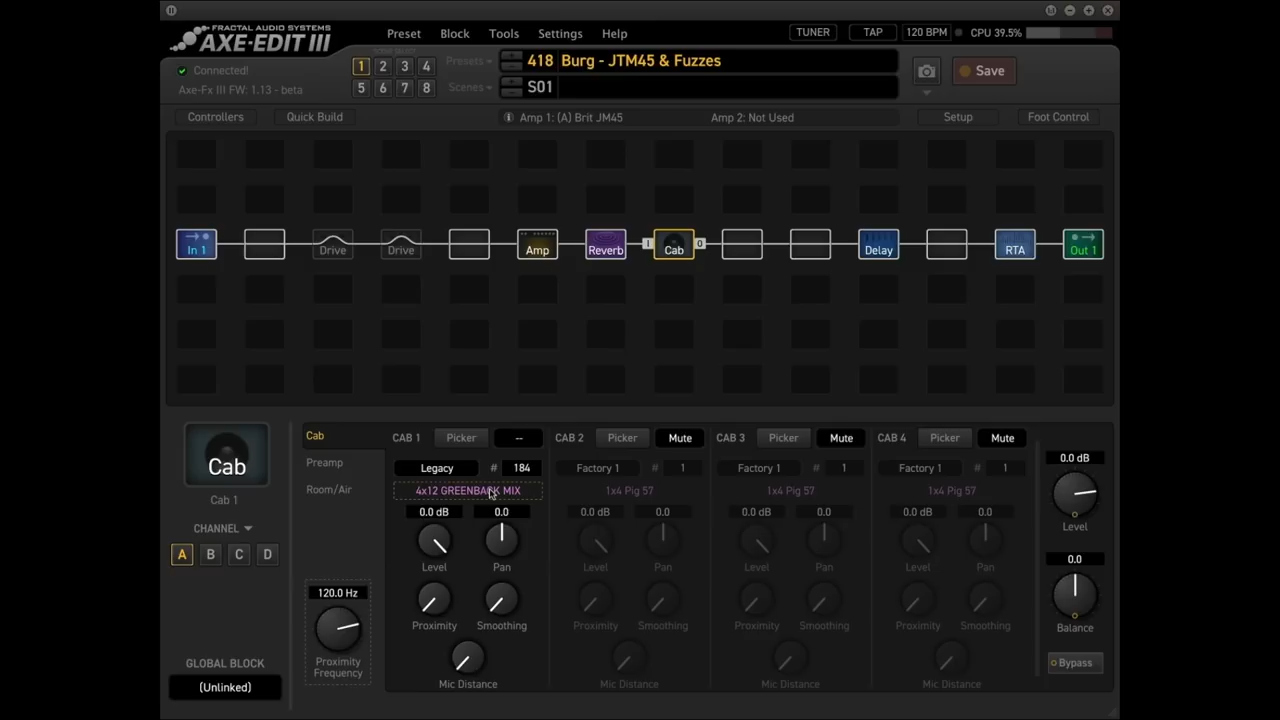 FRACTAL AUDIO SYSTEMS
AXE-EDIT III
Preset Block Tools Settings Help
TUNER TAP 120 BPM CPU 39.5%
Connected!
Axe-Fx III FW: 1.13 - beta
SCENE SELECT
1 2 3 4
5 6 7 8
Presets
418 Burg - JTM45 & Fuzzes
Scenes
S01
Save
Controllers Quick Build
Amp 1: (A) Brit JM45 Amp 2: Not Used
Setup Foot Control
In 1 Drive Drive Amp Reverb I Cab O Delay RTA Out 1
Cab
Cab 1
CHANNEL
A B C D
GLOBAL BLOCK
(Unlinked)
Cab
Preamp
Room/Air
120.0 Hz
Proximity
Frequency
CAB 1 Picker --
Legacy # 184
4x12 GREENBACK MIX
0.0 dB 0.0
Level Pan
Proximity Smoothing
Mic Distance
CAB 2 Picker Mute
Factory 1 # 1
1x4 Pig 57
0.0 dB 0.0
Level Pan
Proximity Smoothing
Mic Distance
CAB 3 Picker Mute
Factory 1 # 1
1x4 Pig 57
0.0 dB 0.0
Level Pan
Proximity Smoothing
Mic Distance
CAB 4 Picker Mute
Factory 1 # 1
1x4 Pig 57
0.0 dB 0.0
Level Pan
Proximity Smoothing
Mic Distance
0.0 dB
Level
0.0
Balance
Bypass